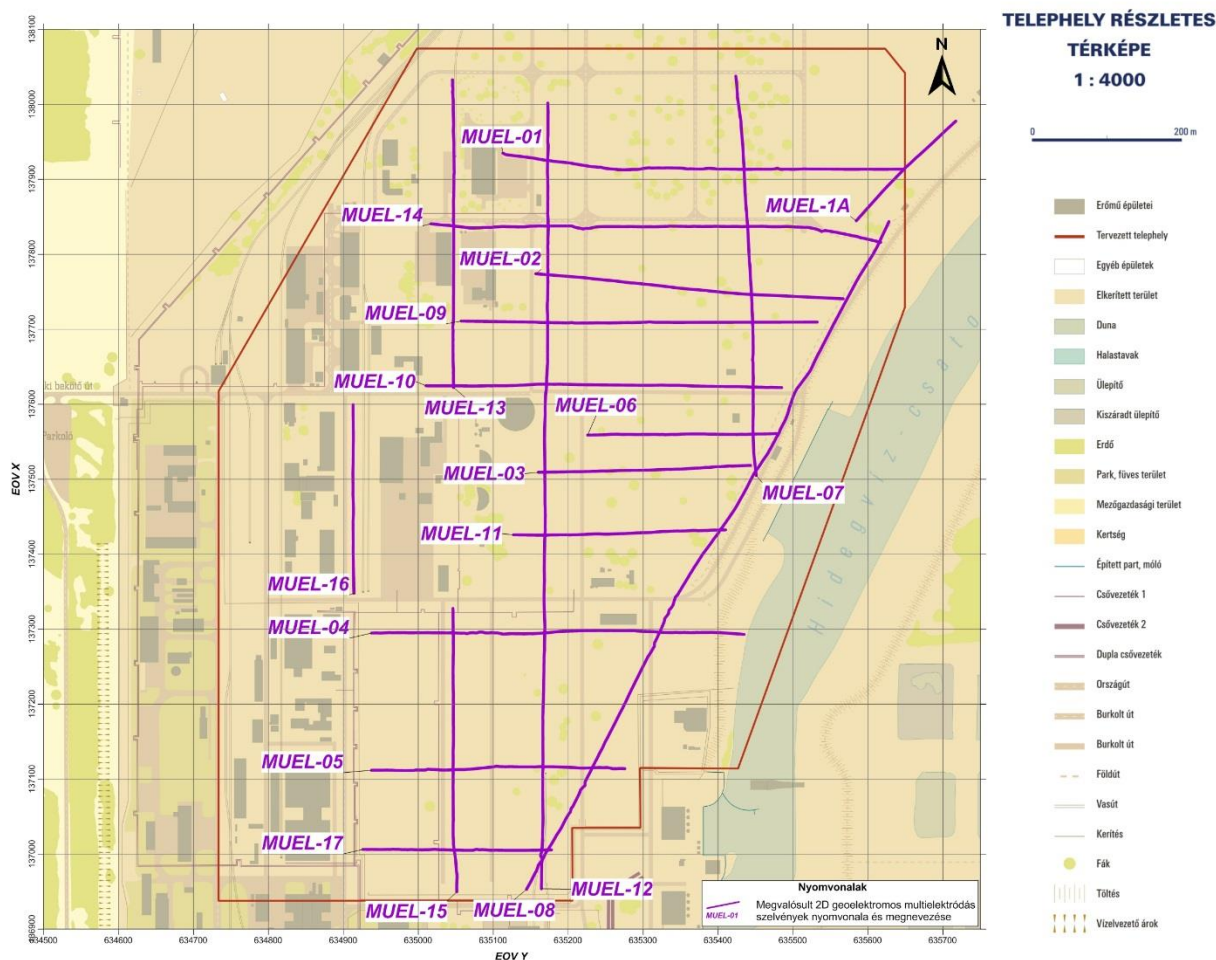 TELEPHELY RÉSZLETES
TÉRKÉPE
1 : 4000
0 200 m
Erőmű épületei
Tervezett telephely
Egyéb épületek
Elkerített terület
Duna
Halastavak
Ülepítő
Kiszáradt ülepítő
Erdő
Park, füves terület
Mezőgazdasági terület
Kertség
Épített part, móló
Csővezeték 1
Csővezeték 2
Dupla csővezeték
Országút
Burkolt út
Burkolt út
Földút
Vasút
Kerítés
Fák
Töltés
Vízelvezető árok
N
MUEL-01
MUEL-1A
MUEL-14
MUEL-02
MUEL-09
MUEL-10
MUEL-13
MUEL-06
MUEL-03
MUEL-07
MUEL-11
MUEL-16
MUEL-04
MUEL-05
MUEL-17
MUEL-15
MUEL-08
MUEL-12
ki bekötő út
Parkoló
Hidegvíz-csato
Nyomvonalak
MUEL-01
Megvalósult 2D geoelektromos multielektródás
szelvények nyomvonala és megnevezése
EOV X
138100
138000
137900
137800
137700
137600
137500
137400
137300
137200
137100
137000
136900
634500 634600 634700 634800 634900 635000 635100 635200 635300 635400 635500 635600 635700
EOV Y